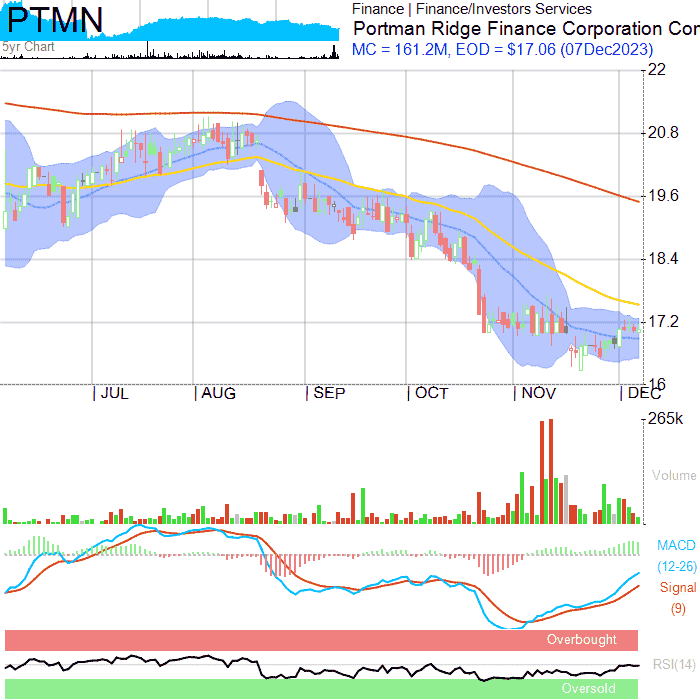 PTMN
5yr Chart
Finance | Finance/Investors Services
Portman Ridge Finance Corporation Con
MC = 161.2M, EOD = $17.06 (07Dec2023)
22
20.8
19.6
18.4
17.2
16
JUL AUG SEP OCT NOV DEC
265k
Volume
MACD
(12-26)
Signal
(9)
Overbought
RSI(14)
Oversold